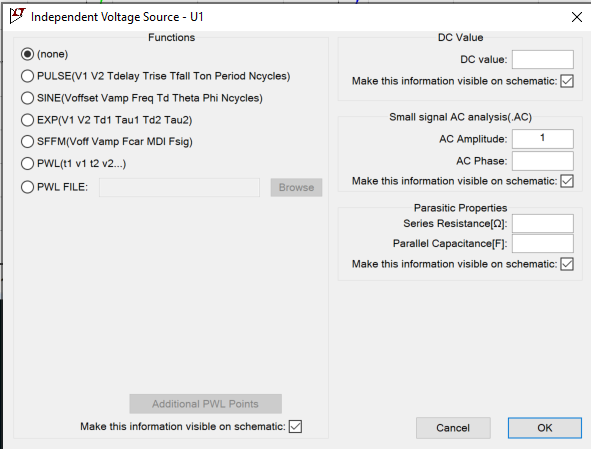 Independent Voltage Source - U1
Functions
(none)
PULSE(V1 V2 Tdelay Trise Tfall Ton Period Ncycles)
SINE(Voffset Vamp Freq Td Theta Phi Ncycles)
EXP(V1 V2 Td1 Tau1 Td2 Tau2)
SFFM(Voff Vamp Fcar MDI Fsig)
PWL(t1 v1 t2 v2...)
PWL FILE:
Browse
Additional PWL Points
Make this information visible on schematic:
DC Value
DC value:
Make this information visible on schematic:
Small signal AC analysis(.AC)
AC Amplitude: 1
AC Phase:
Make this information visible on schematic:
Parasitic Properties
Series Resistance[Ω]:
Parallel Capacitance[F]:
Make this information visible on schematic:
Cancel
OK